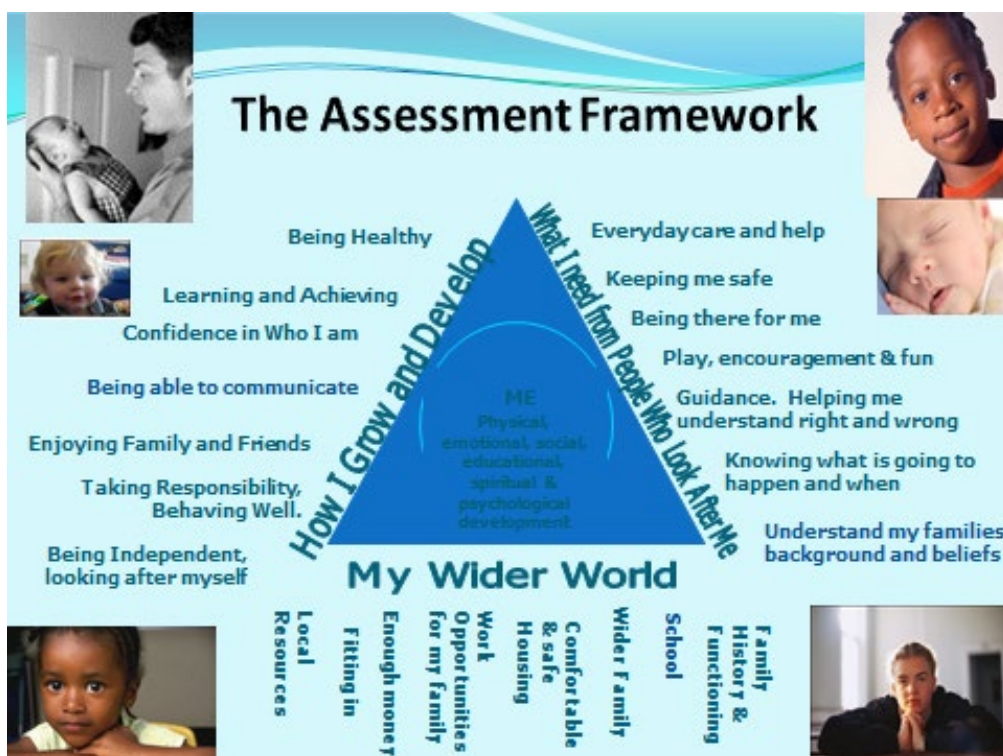 The Assessment Framework
Being Healthy
Learning and Achieving
Confidence in Who I am
Being able to communicate
Enjoying Family and Friends
Taking Responsibility,
Behaving Well.
Being Independent,
looking after myself
How I Grow and Develop
ME
Physical,
emotional, social,
educational,
spiritual &
psychological
development
What I need from People Who Look After Me
Everyday care and help
Keeping me safe
Being there for me
Play, encouragement & fun
Guidance. Helping me
understand right and wrong
Knowing what is going to
happen and when
Understand my families
background and beliefs
My Wider World
Local
Resources
Fitting in
Enough money
Work
Opportunities
for my family
Comfortable
& safe
Housing
Wider Family
School
Family
History &
Functioning